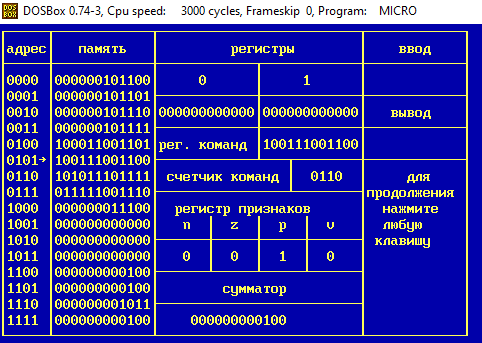 DOSBox 0.74-3, Cpu speed: 3000 cycles, Frameskip 0, Program: MICRO
адрес память регистры ввод
0000 000000101100 0 1
0001 000000101101
0010 000000101110 000000000000 000000000000 вывод
0011 000000101111
0100 100011001101 рег. команд 100111001100
0101→ 100111001100
0110 101011101111 счетчик команд 0110 для
0111 011111001110 продолжения
1000 000000011100 регистр признаков нажмите
1001 000000000000 n z p v любую
1010 000000000000 клавишу
1011 000000000000 0 0 1 0
1100 000000000100
1101 000000000100 сумматор
1110 000000001011
1111 000000000100 000000000100